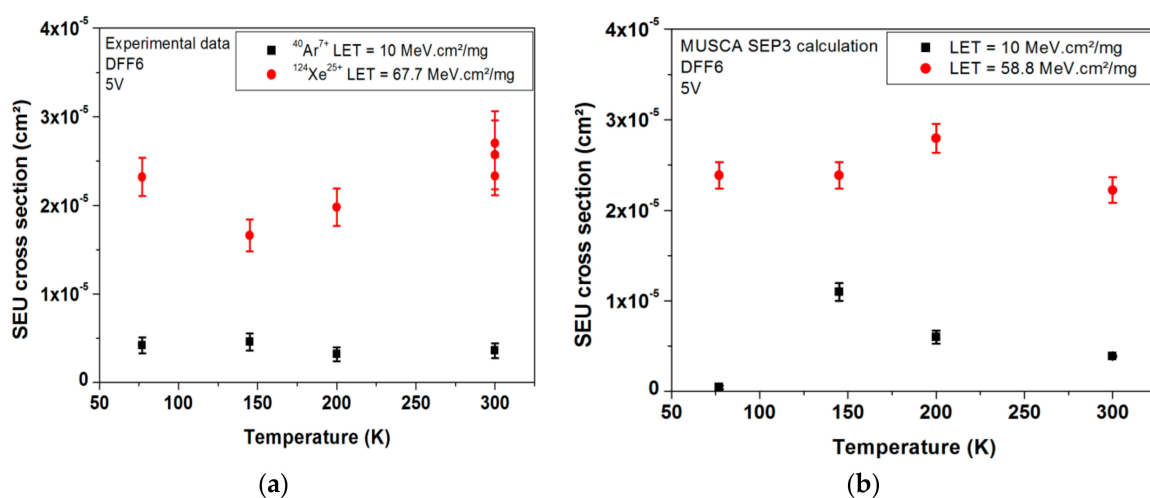 SEU cross section (cm²)
4x10⁻⁵
3x10⁻⁵
2x10⁻⁵
1x10⁻⁵
0
Experimental data
DFF6
5V
⁴⁰Ar⁷⁺ LET = 10 MeV.cm²/mg
¹²⁴Xe²⁵⁺ LET = 67.7 MeV.cm²/mg
50 100 150 200 250 300
Temperature (K)
(a)
SEU cross section (cm²)
4x10⁻⁵
3x10⁻⁵
2x10⁻⁵
1x10⁻⁵
0
MUSCA SEP3 calculation
DFF6
5V
LET = 10 MeV.cm²/mg
LET = 58.8 MeV.cm²/mg
50 100 150 200 250 300
Temperature (K)
(b)